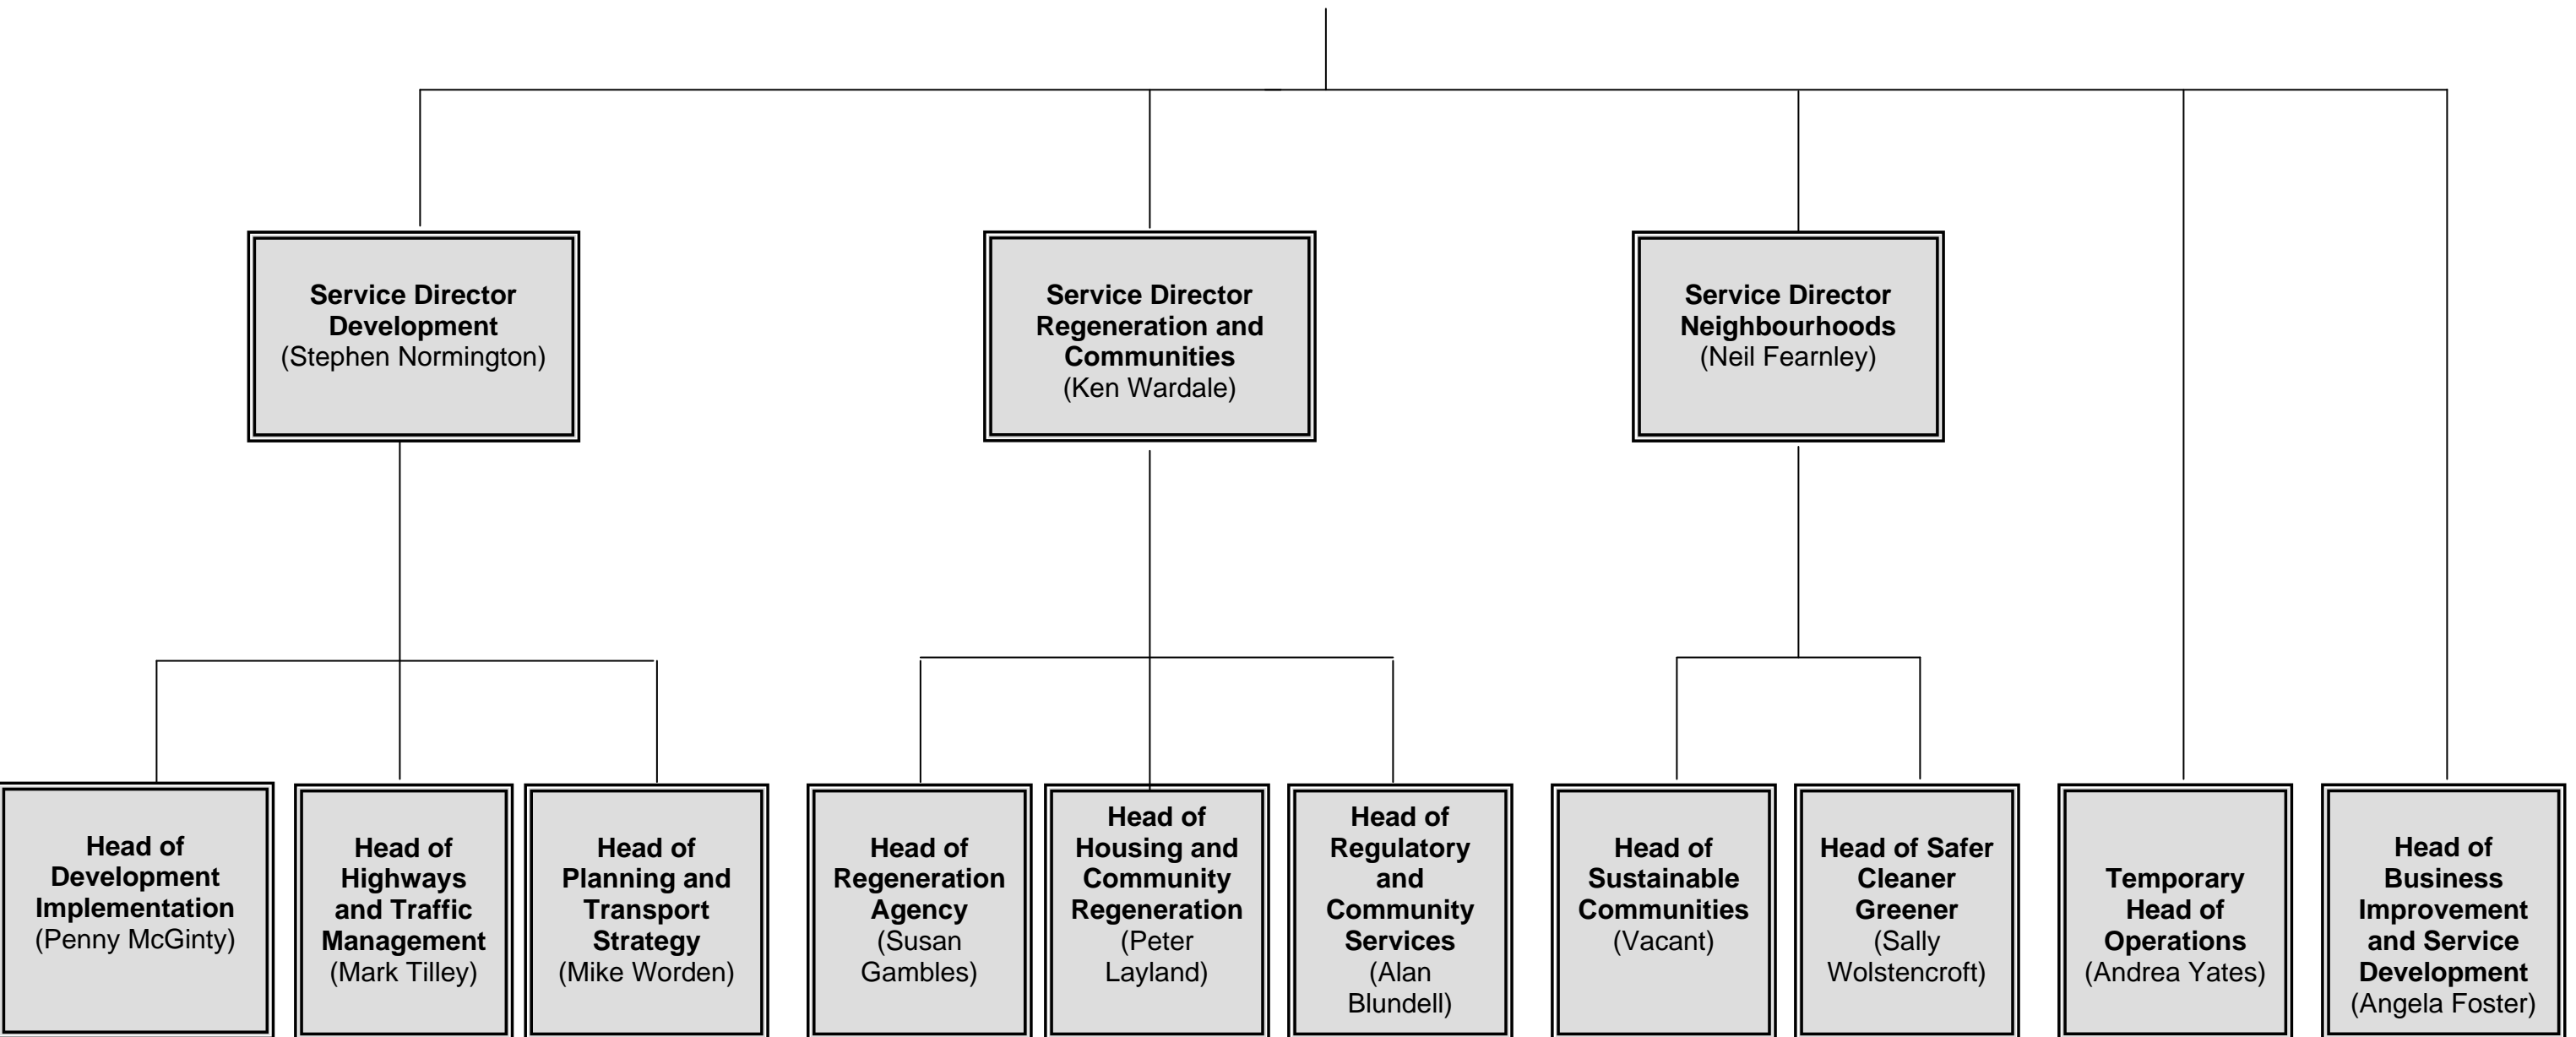 Service Director
Development
(Stephen Normington)
Service Director
Regeneration and
Communities
(Ken Wardale)
Service Director
Neighbourhoods
(Neil Fearnley)
Head of
Development
Implementation
(Penny McGinty)
Head of
Highways
and Traffic
Management
(Mark Tilley)
Head of
Planning and
Transport
Strategy
(Mike Worden)
Head of
Regeneration
Agency
(Susan
Gambles)
Head of
Housing and
Community
Regeneration
(Peter
Layland)
Head of
Regulatory
and
Community
Services
(Alan
Blundell)
Head of
Sustainable
Communities
(Vacant)
Head of Safer
Cleaner
Greener
(Sally
Wolstencroft)
Temporary
Head of
Operations
(Andrea Yates)
Head of
Business
Improvement
and Service
Development
(Angela Foster)